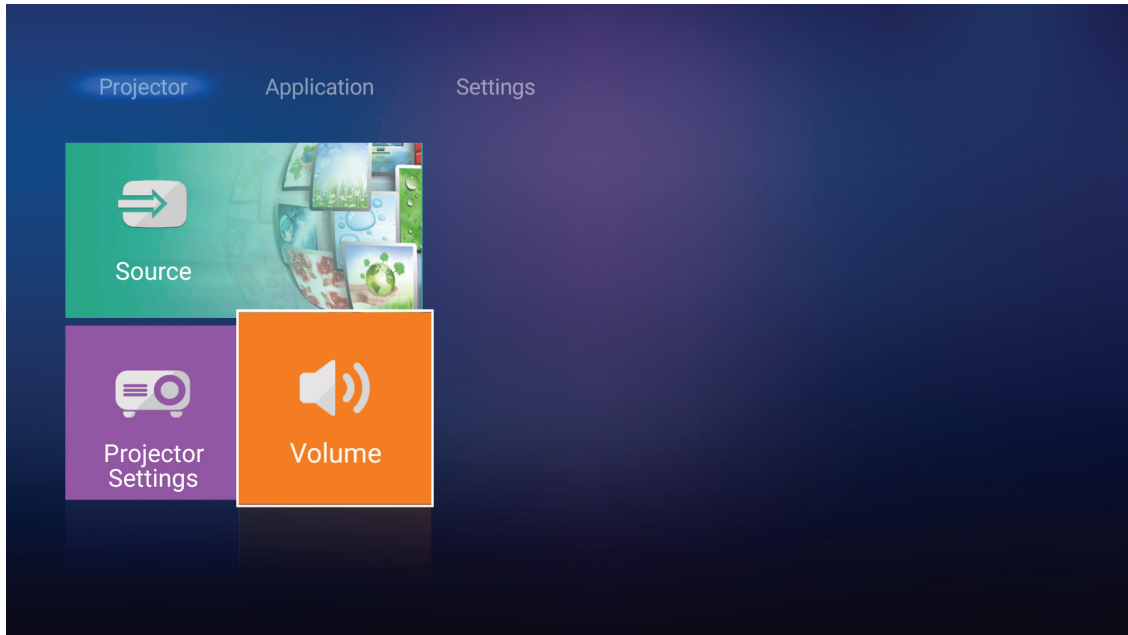 Projector Application Settings
Source
Projector
Settings
Volume